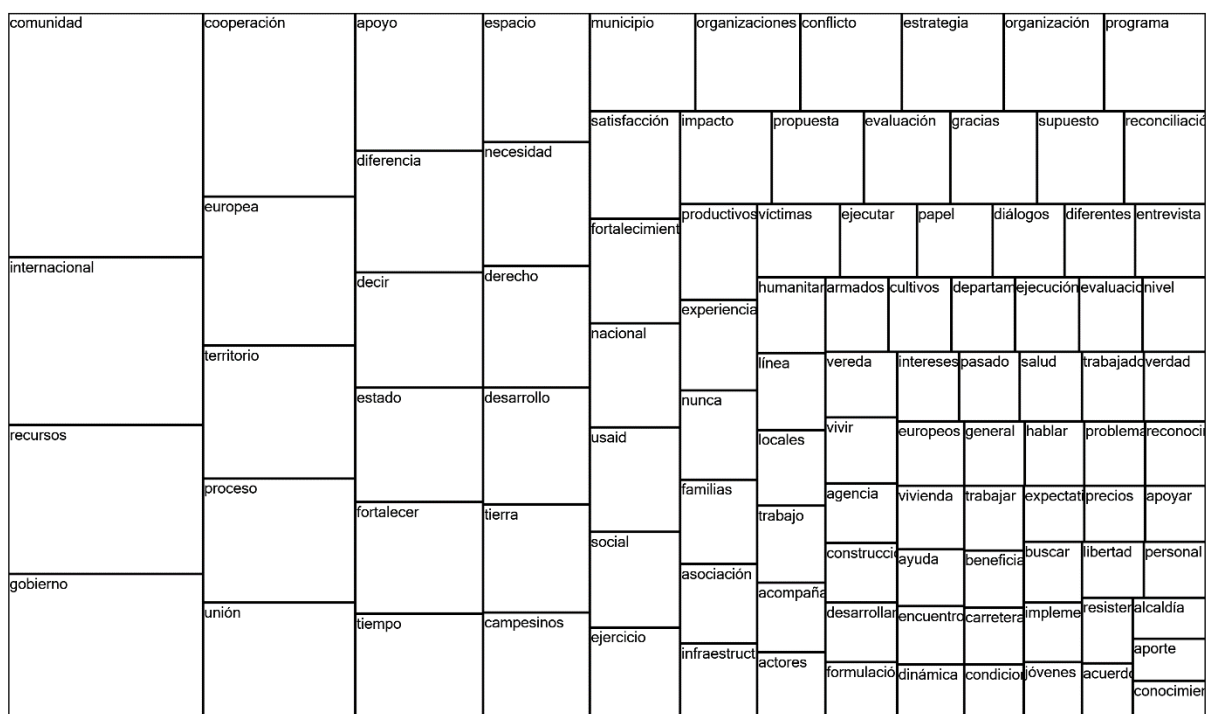 comunidad
internacional
recursos
gobierno
cooperación
europea
territorio
proceso
unión
apoyo
diferencia
decir
estado
fortalecer
tiempo
espacio
necesidad
derecho
desarrollo
tierra
campesinos
municipio
organizaciones
conflicto
estrategia
organización
programa
satisfacción
fortalecimient
nacional
usaid
social
ejercicio
impacto
propuesta
evaluación
gracias
supuesto
reconciliació
productivos
experiencia
nunca
familias
asociación
infraestruct
víctimas
ejecutar
papel
diálogos
diferentes
entrevista
humanitar
línea
locales
trabajo
acompaña
actores
armados
cultivos
departam
ejecución
evaluacio
nivel
vereda
vivir
agencia
construcci
desarrollar
formulació
intereses
pasado
salud
trabajado
verdad
europeos
general
hablar
problema
reconoci
vivienda
ayuda
encuentro
dinámica
trabajar
beneficia
carretera
condicion
expectati
buscar
impleme
jóvenes
precios
apoyar
libertad
personal
resister
acuerdo
alcaldía
aporte
conocimier